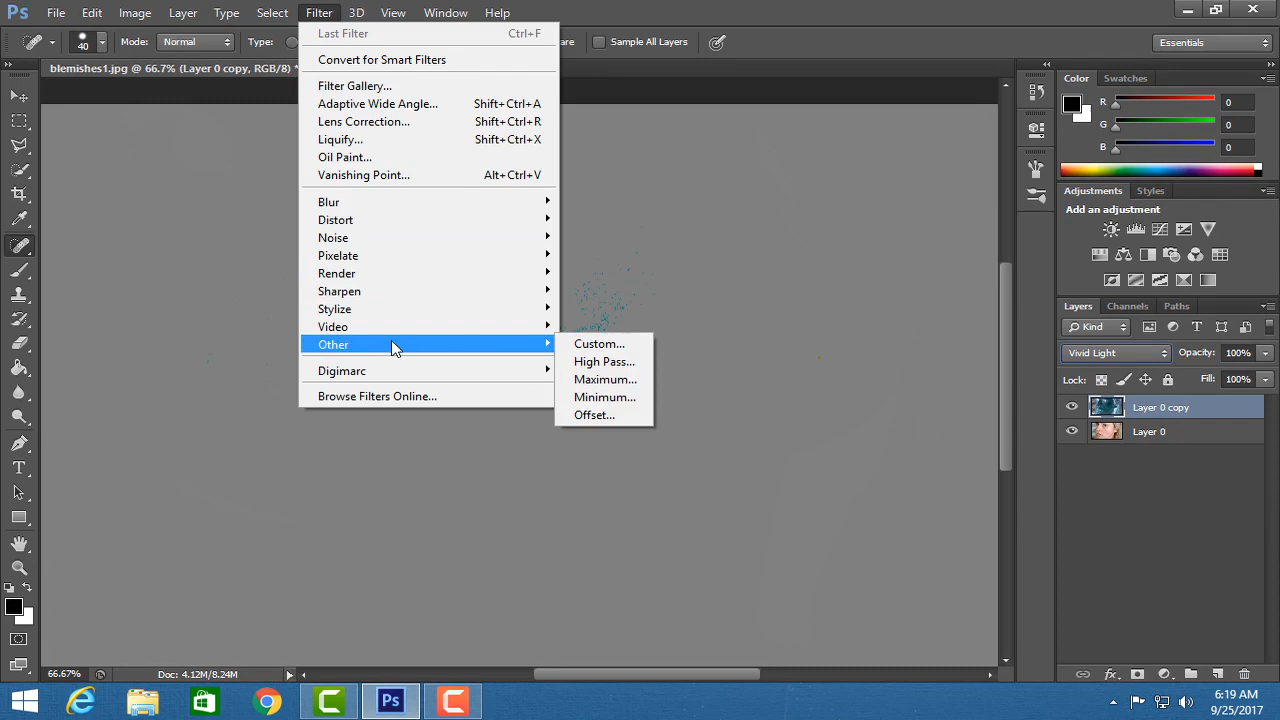 Ps File Edit Image Layer Type Select Filter 3D View Window Help
40 Mode: Normal Type: are Sample All Layers Essentials
blemishes1.jpg @ 66.7% (Layer 0 copy, RGB/8) *
Last Filter Ctrl+F
Convert for Smart Filters
Filter Gallery...
Adaptive Wide Angle... Shift+Ctrl+A
Lens Correction... Shift+Ctrl+R
Liquify... Shift+Ctrl+X
Oil Paint...
Vanishing Point... Alt+Ctrl+V
Blur
Distort
Noise
Pixelate
Render
Sharpen
Stylize
Video
Other
Digimarc
Browse Filters Online...
Custom...
High Pass...
Maximum...
Minimum...
Offset...
Color Swatches
R 0
G 0
B 0
Adjustments Styles
Add an adjustment
Layers Channels Paths
Kind
Vivid Light Opacity: 100%
Lock: Fill: 100%
Layer 0 copy
Layer 0
66.67% Doc: 4.12M/8.24M
Ps
6:19 AM
9/25/2017